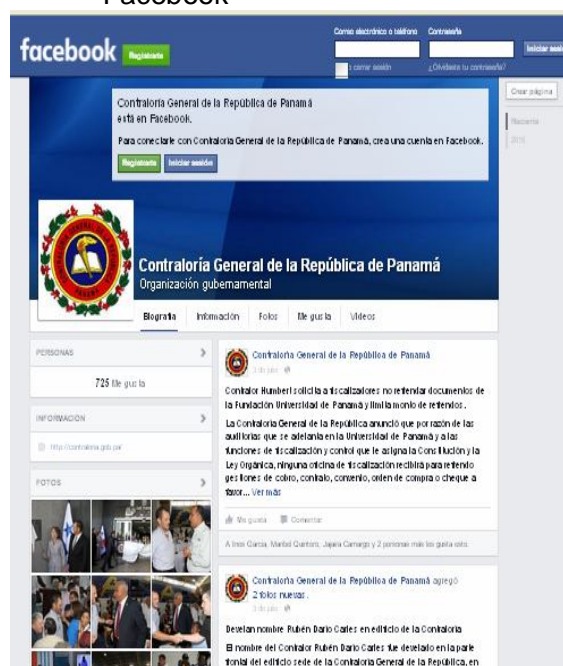 Facebook
facebook
Regístrate
Correo electrónico o teléfono
Contraseña
Iniciar sesión
cerrar sesión
¿Olvidaste tu contraseña?
Crear página
Reciente
2015
Contraloría General de la República de Panamá
está en Facebook.
Para conectarte con Contraloría General de la República de Panamá, crea una cuenta en Facebook.
Regístrate
Iniciar sesión
Contraloría General de la República de Panamá
Organización gubernamental
Biografía
Información
Fotos
Me gusta
Videos
PERSONAS
725 Me gusta
INFORMACIÓN
http://contraloria.gob.pa/
FOTOS
Contraloría General de la República de Panamá
3 de julio
Contralor Humbert solicita a fiscalizadores no refrendar documentos de
la Fundación Universidad de Panamá y limita monto de refrendos.
La Contraloría General de la República anunció que por razón de las
auditorías que se adelanta en la Universidad de Panamá y a las
funciones de fiscalización y control que le asigna la Constitución y la
Ley Orgánica, ninguna oficina de fiscalización recibirá para refrendo
gestiones de cobro, contrato, convenio, orden de compra o cheque a
favor... Ver más
Me gusta
Comentar
Garcia, Maribel Quintero, Camargo y 2 personas más les gusta esto.
Contraloría General de la República de Panamá agregó
2 fotos nuevas.
3 de julio
Develan nombre Rubén Darío Carles en edificio de la Contraloría
El nombre del Contralor Rubén Darío Carles fue develado en la parte
frontal del edificio sede de la Contraloría General de la República, en